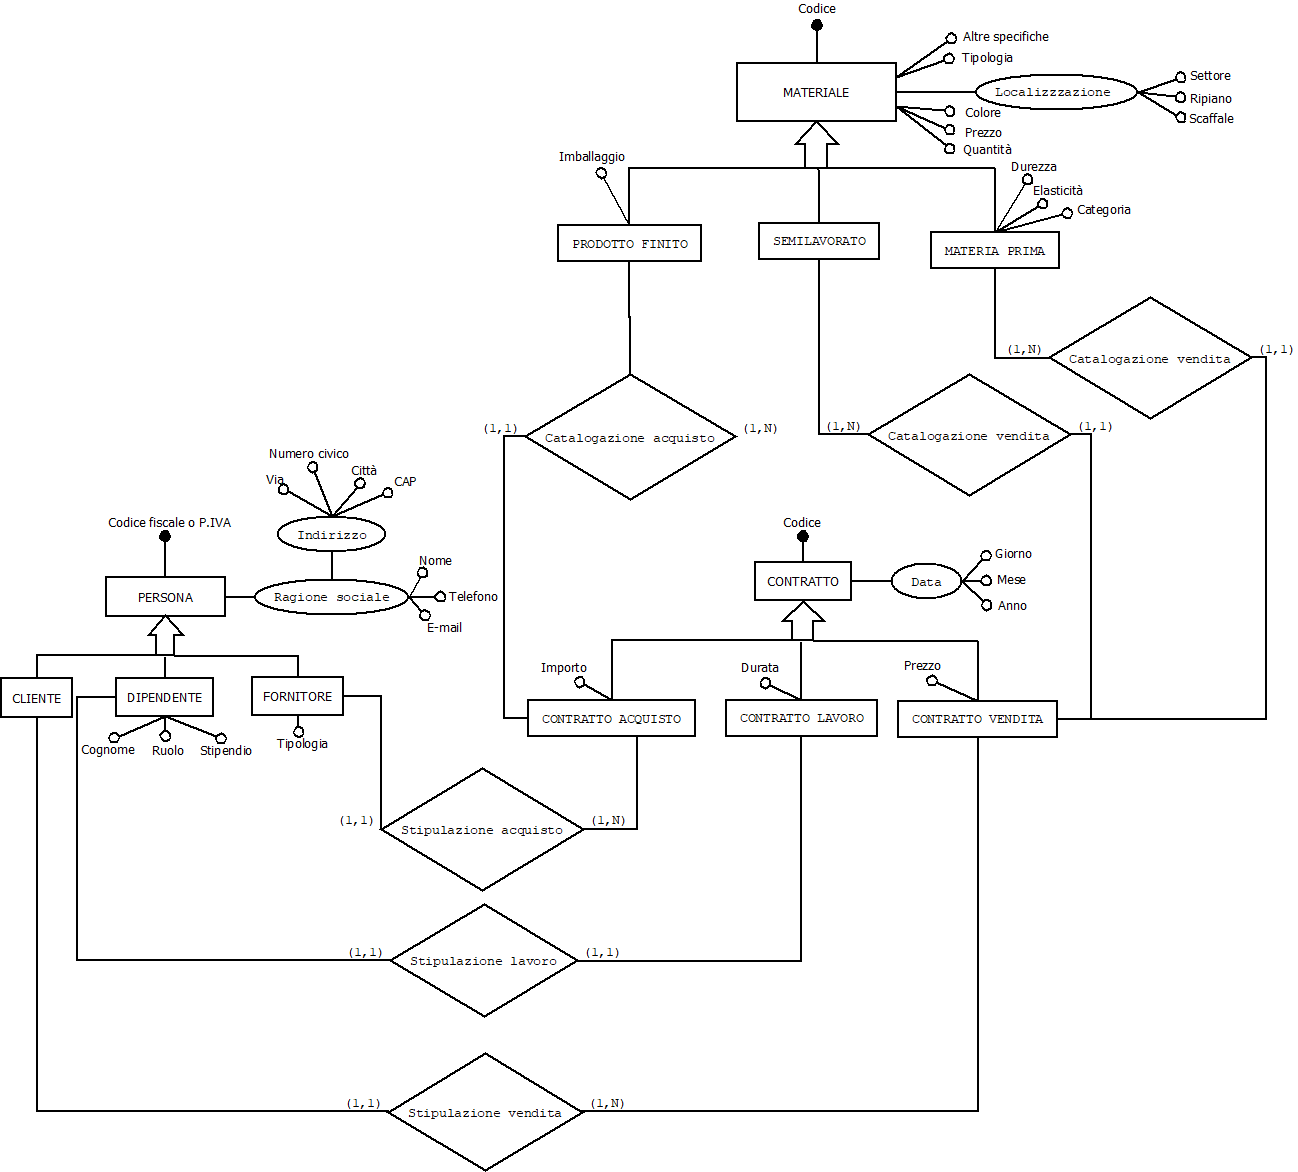 Codice
Altre specifiche
Tipologia
MATERIALE
Localizzzazione
Settore
Ripiano
Scaffale
Colore
Prezzo
Quantità
Imballaggio
Durezza
Elasticità
Categoria
PRODOTTO FINITO
SEMILAVORATO
MATERIA PRIMA
(1,N)
Catalogazione vendita
(1,1)
(1,1)
Catalogazione acquisto
(1,N)
(1,N)
Catalogazione vendita
(1,1)
Numero civico
Via
Città
CAP
Indirizzo
Codice fiscale o P.IVA
PERSONA
Ragione sociale
Nome
Telefono
E-mail
Codice
CONTRATTO
Data
Giorno
Mese
Anno
CLIENTE
DIPENDENTE
FORNITORE
Cognome
Ruolo
Stipendio
Tipologia
Importo
Durata
Prezzo
CONTRATTO ACQUISTO
CONTRATTO LAVORO
CONTRATTO VENDITA
(1,1)
Stipulazione acquisto
(1,N)
(1,1)
Stipulazione lavoro
(1,1)
(1,1)
Stipulazione vendita
(1,N)